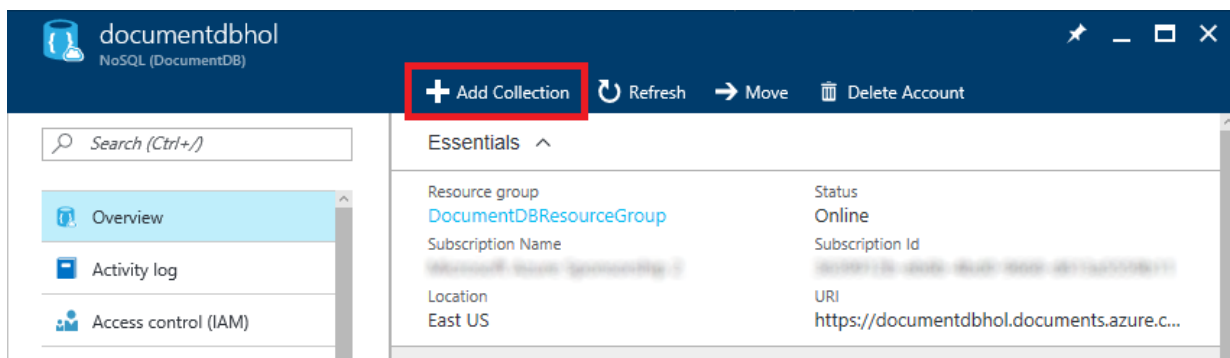 documentdbhol
NoSQL (DocumentDB)
Add Collection Refresh Move Delete Account
Search (Ctrl+/)
Overview
Activity log
Access control (IAM)
Essentials
Resource group
DocumentDBResourceGroup
Subscription Name
Location
East US
Status
Online
Subscription Id
URI
https://documentdbhol.documents.azure.c...